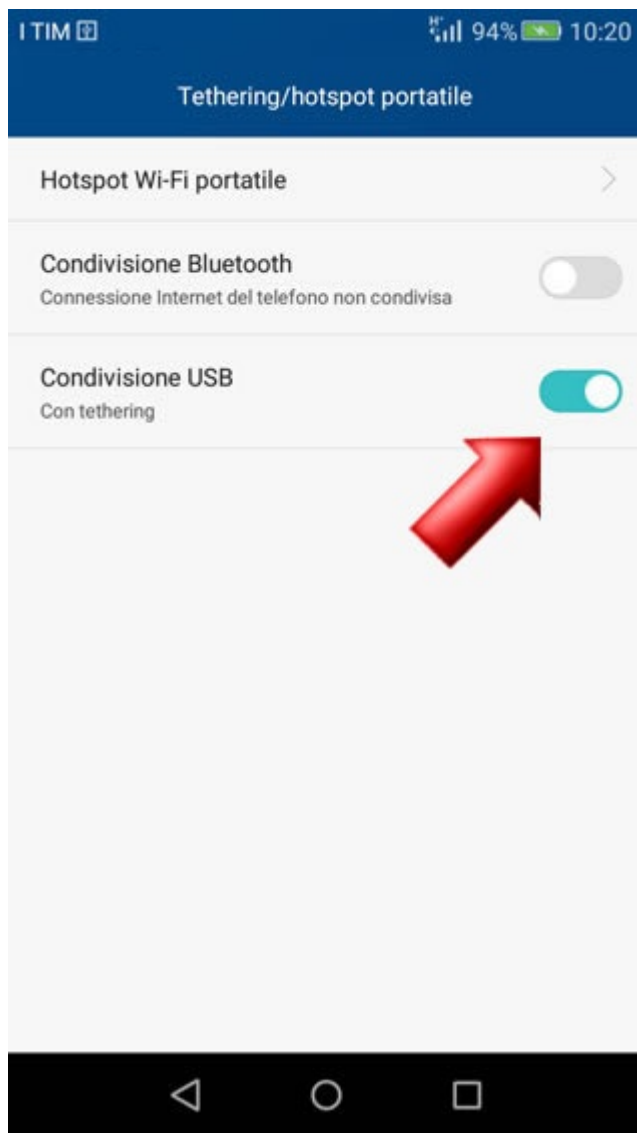 I TIM 94% 10:20
Tethering/hotspot portatile
Hotspot Wi-Fi portatile
Condivisione Bluetooth
Connessione Internet del telefono non condivisa
Condivisione USB
Con tethering